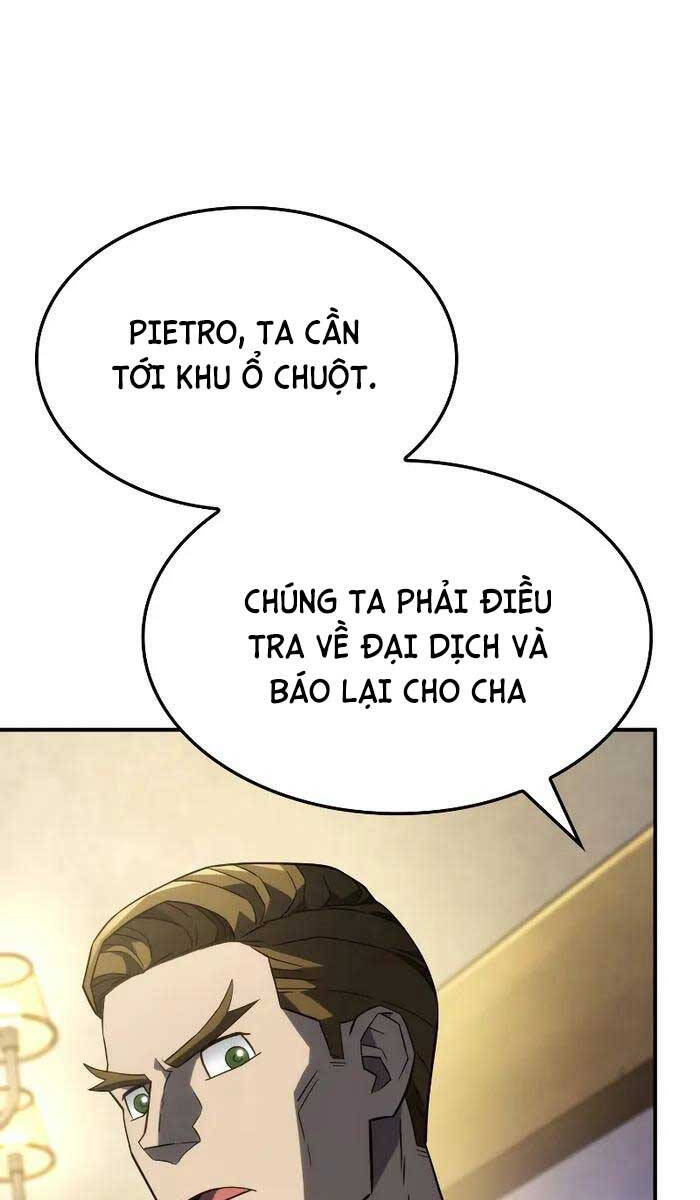 PIETRO, TA CẦN
TỚI KHU Ổ CHUỘT.
CHÚNG TA PHẢI ĐIỀU
TRA VỀ ĐẠI DỊCH VÀ
BÁO LẠI CHO CHA